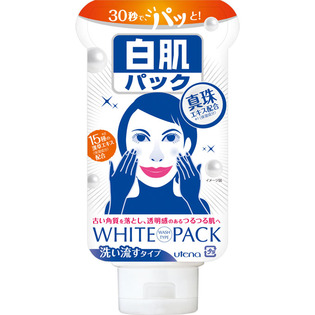 30秒でパッと!
白肌
パック
真珠
エキス配合
15種の
配合
イメージ図
古い角質を落とし、透明感のあるつるつる肌へ
WHITE WASH TYPE PACK
洗い流すタイプ
utena